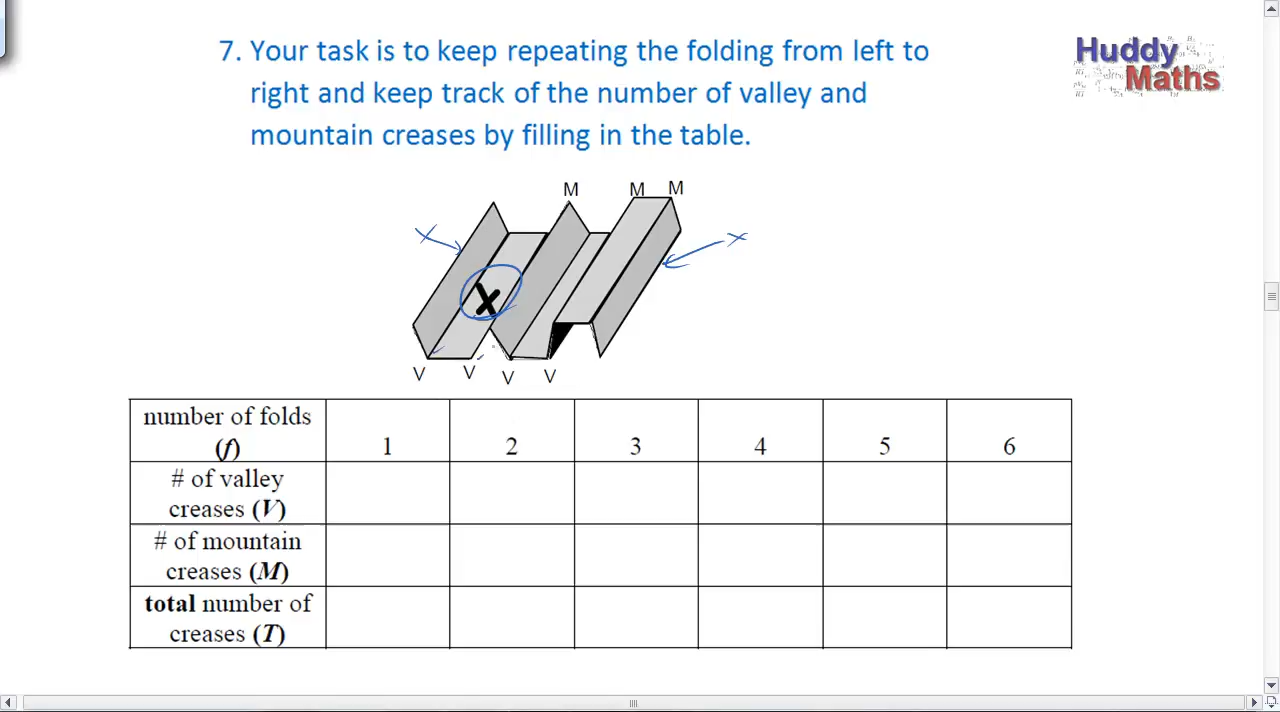 7. Your task is to keep repeating the folding from left to
right and keep track of the number of valley and
mountain creases by filling in the table.
Huddy
Maths
M M M
X X
X
V V V V
number of folds
(f) 1 2 3 4 5 6
# of valley
creases (V)
# of mountain
creases (M)
total number of
creases (T)